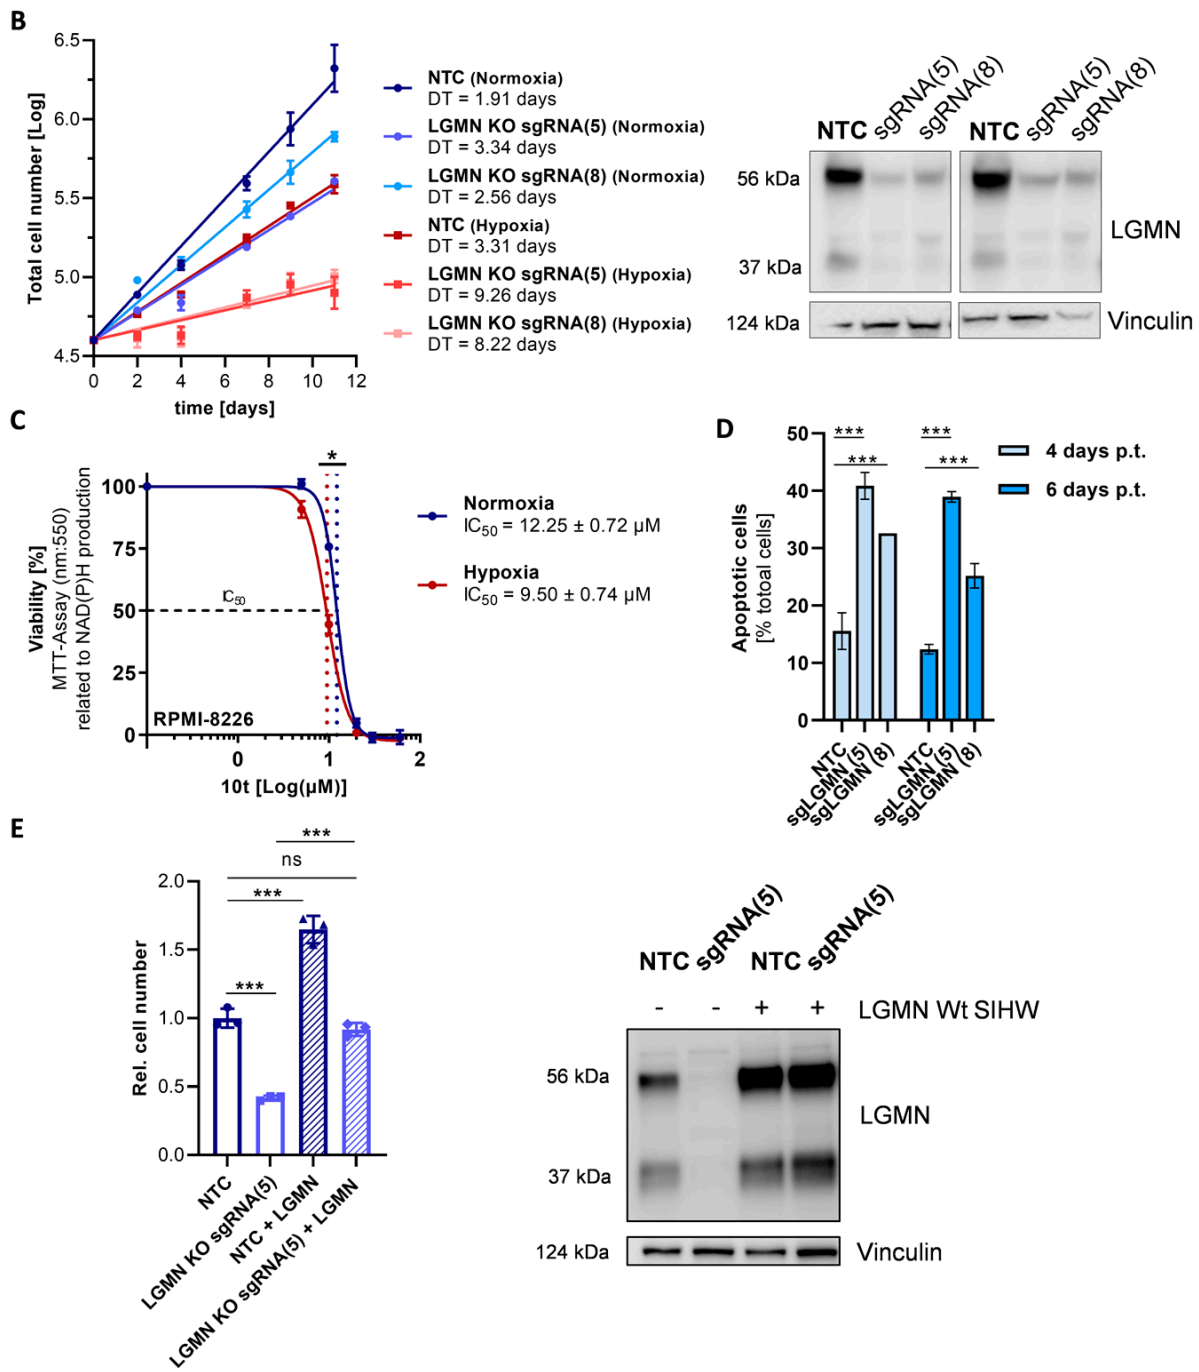 B
6.5
6.0
5.5
5.0
4.5
0 2 4 6 8 10 12
Total cell number [Log]
time [days]
NTC (Normoxia)
DT = 1.91 days
LGMN KO sgRNA(5) (Normoxia)
DT = 3.34 days
LGMN KO sgRNA(8) (Normoxia)
DT = 2.56 days
NTC (Hypoxia)
DT = 3.31 days
LGMN KO sgRNA(5) (Hypoxia)
DT = 9.26 days
LGMN KO sgRNA(8) (Hypoxia)
DT = 8.22 days
NTC sgRNA(5) sgRNA(8) NTC sgRNA(5) sgRNA(8)
56 kDa
37 kDa
LGMN
124 kDa
Vinculin
C
*
100
75
50
25
0
Viability [%]
MTT-Assay (nm:550)
related to NAD(P)H production
IC50
RPMI-8226
0 1 2
10t [Log(µM)]
Normoxia
IC50 = 12.25 ± 0.72 µM
Hypoxia
IC50 = 9.50 ± 0.74 µM
D
50
40
30
20
10
0
Apoptotic cells
[% total cells]
*** ***
*** ***
4 days p.t.
6 days p.t.
NTC
sgLGMN (5)
sgLGMN (8)
NTC
sgLGMN (5)
sgLGMN (8)
E
***
ns
***
***
2.0
1.5
1.0
0.5
0.0
Rel. cell number
NTC
LGMN KO sgRNA(5)
NTC + LGMN
LGMN KO sgRNA(5) + LGMN
NTC sgRNA(5) NTC sgRNA(5)
- - + + LGMN Wt SIHW
56 kDa
LGMN
37 kDa
124 kDa
Vinculin